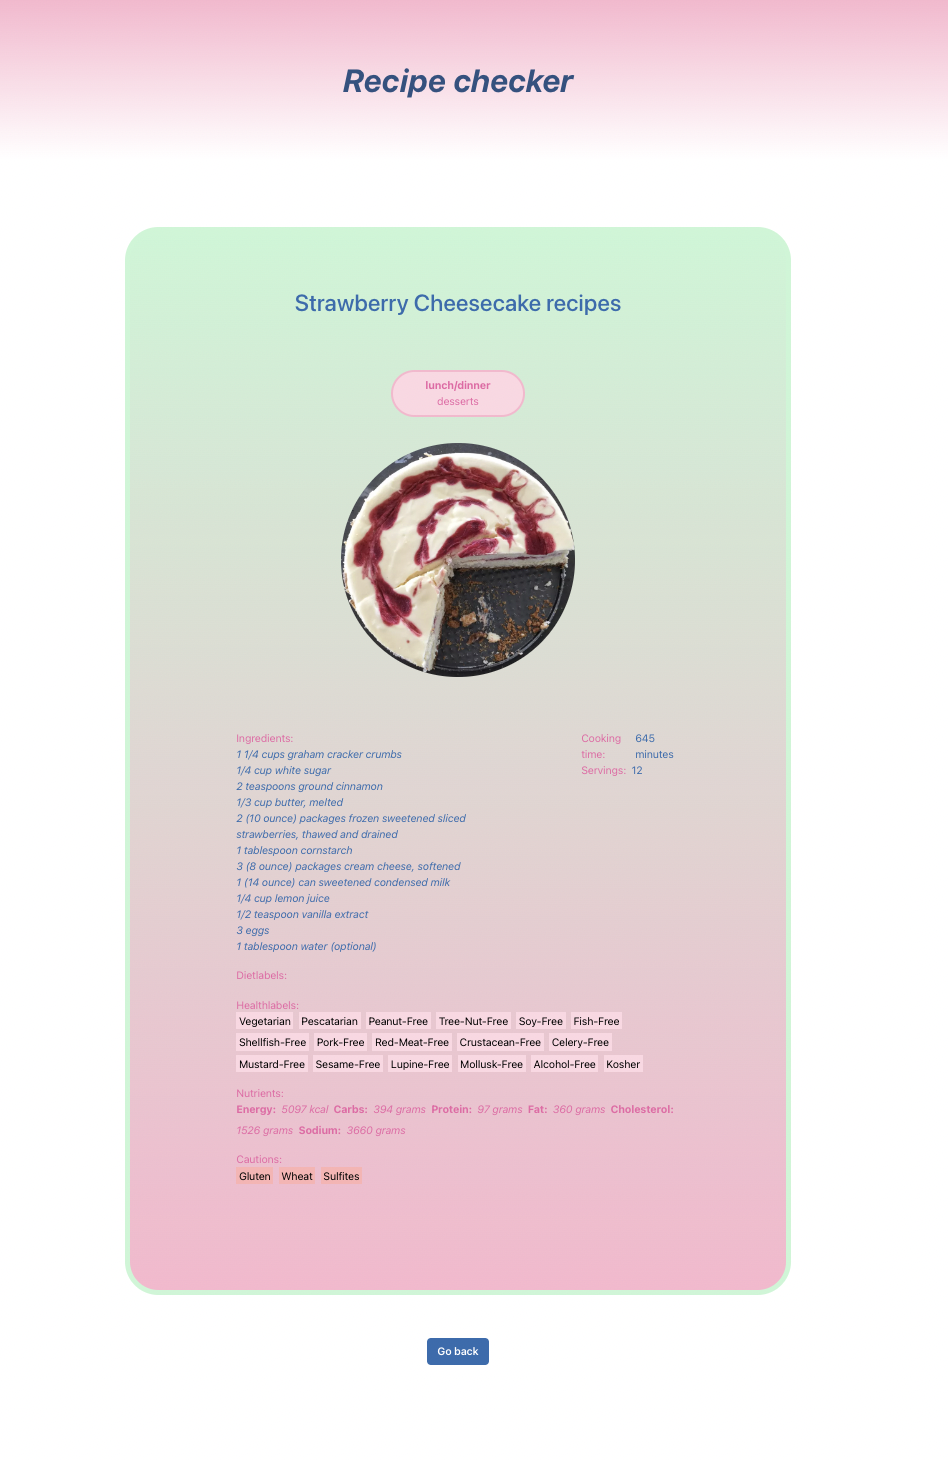 Recipe checker
Strawberry Cheesecake recipes
lunch/dinner
desserts
Ingredients:
1 1/4 cups graham cracker crumbs
1/4 cup white sugar
2 teaspoons ground cinnamon
1/3 cup butter, melted
2 (10 ounce) packages frozen sweetened sliced
strawberries, thawed and drained
1 tablespoon cornstarch
3 (8 ounce) packages cream cheese, softened
1 (14 ounce) can sweetened condensed milk
1/4 cup lemon juice
1/2 teaspoon vanilla extract
3 eggs
1 tablespoon water (optional)
Cooking 645
time: minutes
Servings: 12
Dietlabels:
Healthlabels:
Vegetarian Pescatarian Peanut-Free Tree-Nut-Free Soy-Free Fish-Free
Shellfish-Free Pork-Free Red-Meat-Free Crustacean-Free Celery-Free
Mustard-Free Sesame-Free Lupine-Free Mollusk-Free Alcohol-Free Kosher
Nutrients:
Energy: 5097 kcal Carbs: 394 grams Protein: 97 grams Fat: 360 grams Cholesterol:
1526 grams Sodium: 3660 grams
Cautions:
Gluten Wheat Sulfites
Go back